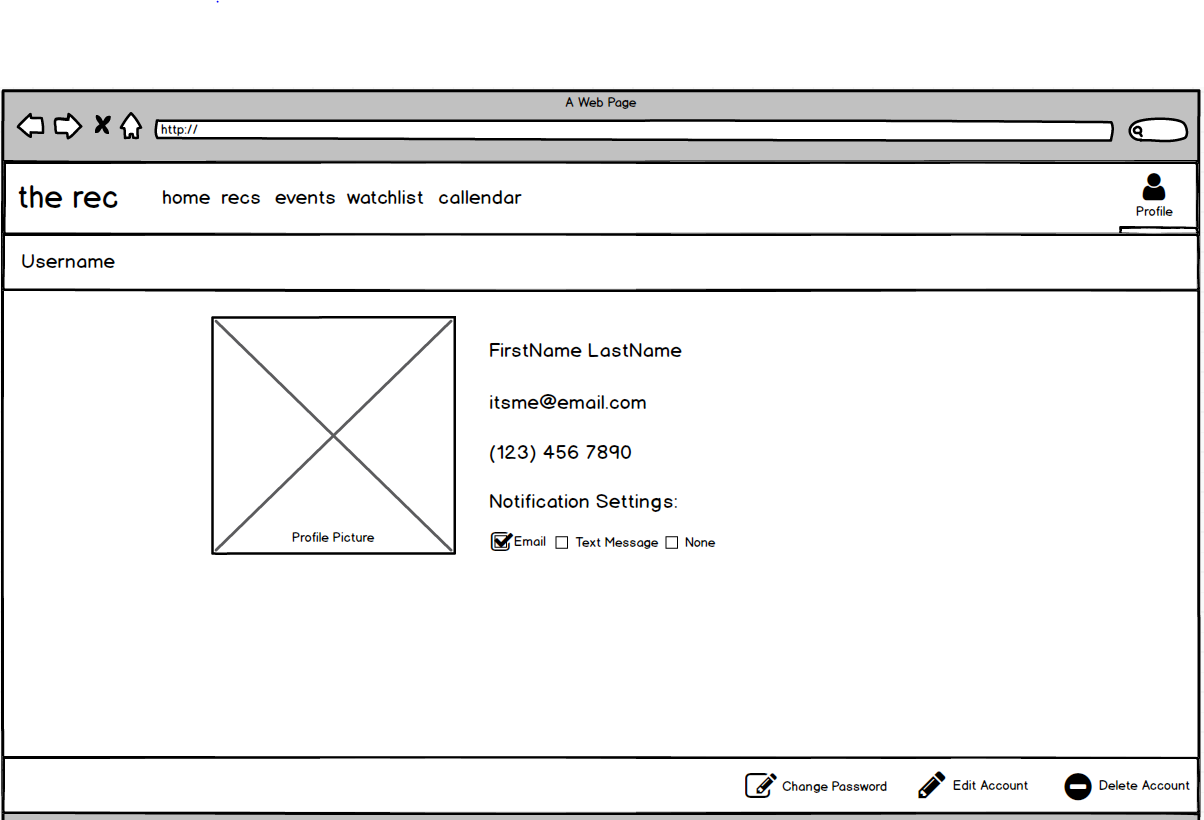 A Web Page
http://
the rec home recs events watchlist callendar
Profile
Username
FirstName LastName
itsme@email.com
(123) 456 7890
Notification Settings:
Profile Picture
Email Text Message None
Change Password Edit Account Delete Account